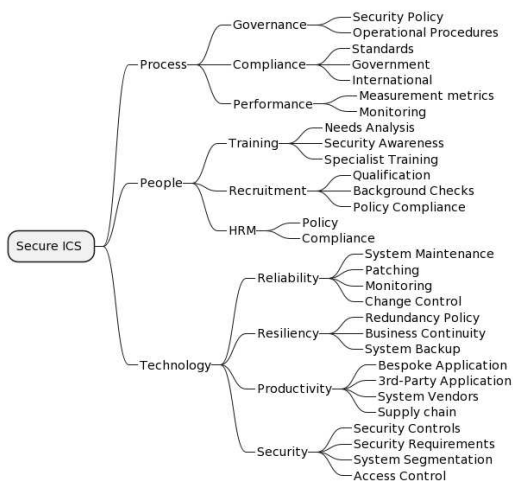 Secure ICS
Process
Governance
Security Policy
Operational Procedures
Compliance
Standards
Government
International
Performance
Measurement metrics
Monitoring
People
Training
Needs Analysis
Security Awareness
Specialist Training
Recruitment
Qualification
Background Checks
Policy Compliance
HRM
Policy
Compliance
Technology
Reliability
System Maintenance
Patching
Monitoring
Change Control
Resiliency
Redundancy Policy
Business Continuity
System Backup
Productivity
Bespoke Application
3rd-Party Application
System Vendors
Supply chain
Security
Security Controls
Security Requirements
System Segmentation
Access Control